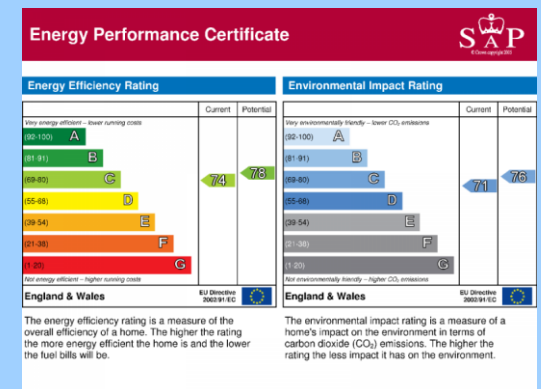 Energy Performance Certificate
SAP
© Crown copyright 2011
Energy Efficiency Rating
Current Potential
Very energy efficient – lower running costs
(92-100) A
(81-91) B
(69-80) C
(55-68) D
(39-54) E
(21-38) F
(1-20) G
74
78
Not energy efficient – higher running costs
England & Wales
EU Directive
2002/91/EC
The energy efficiency rating is a measure of the
overall efficiency of a home. The higher the rating
the more energy efficient the home is and the lower
the fuel bills will be.
Environmental Impact Rating
Current Potential
Very environmentally friendly – lower CO₂ emissions
(92-100) A
(81-91) B
(69-80) C
(55-68) D
(39-54) E
(21-38) F
(1-20) G
71
76
Not environmentally friendly – higher CO₂ emissions
England & Wales
EU Directive
2002/91/EC
The environmental impact rating is a measure of a
home's impact on the environment in terms of
carbon dioxide (CO₂) emissions. The higher the
rating the less impact it has on the environment.